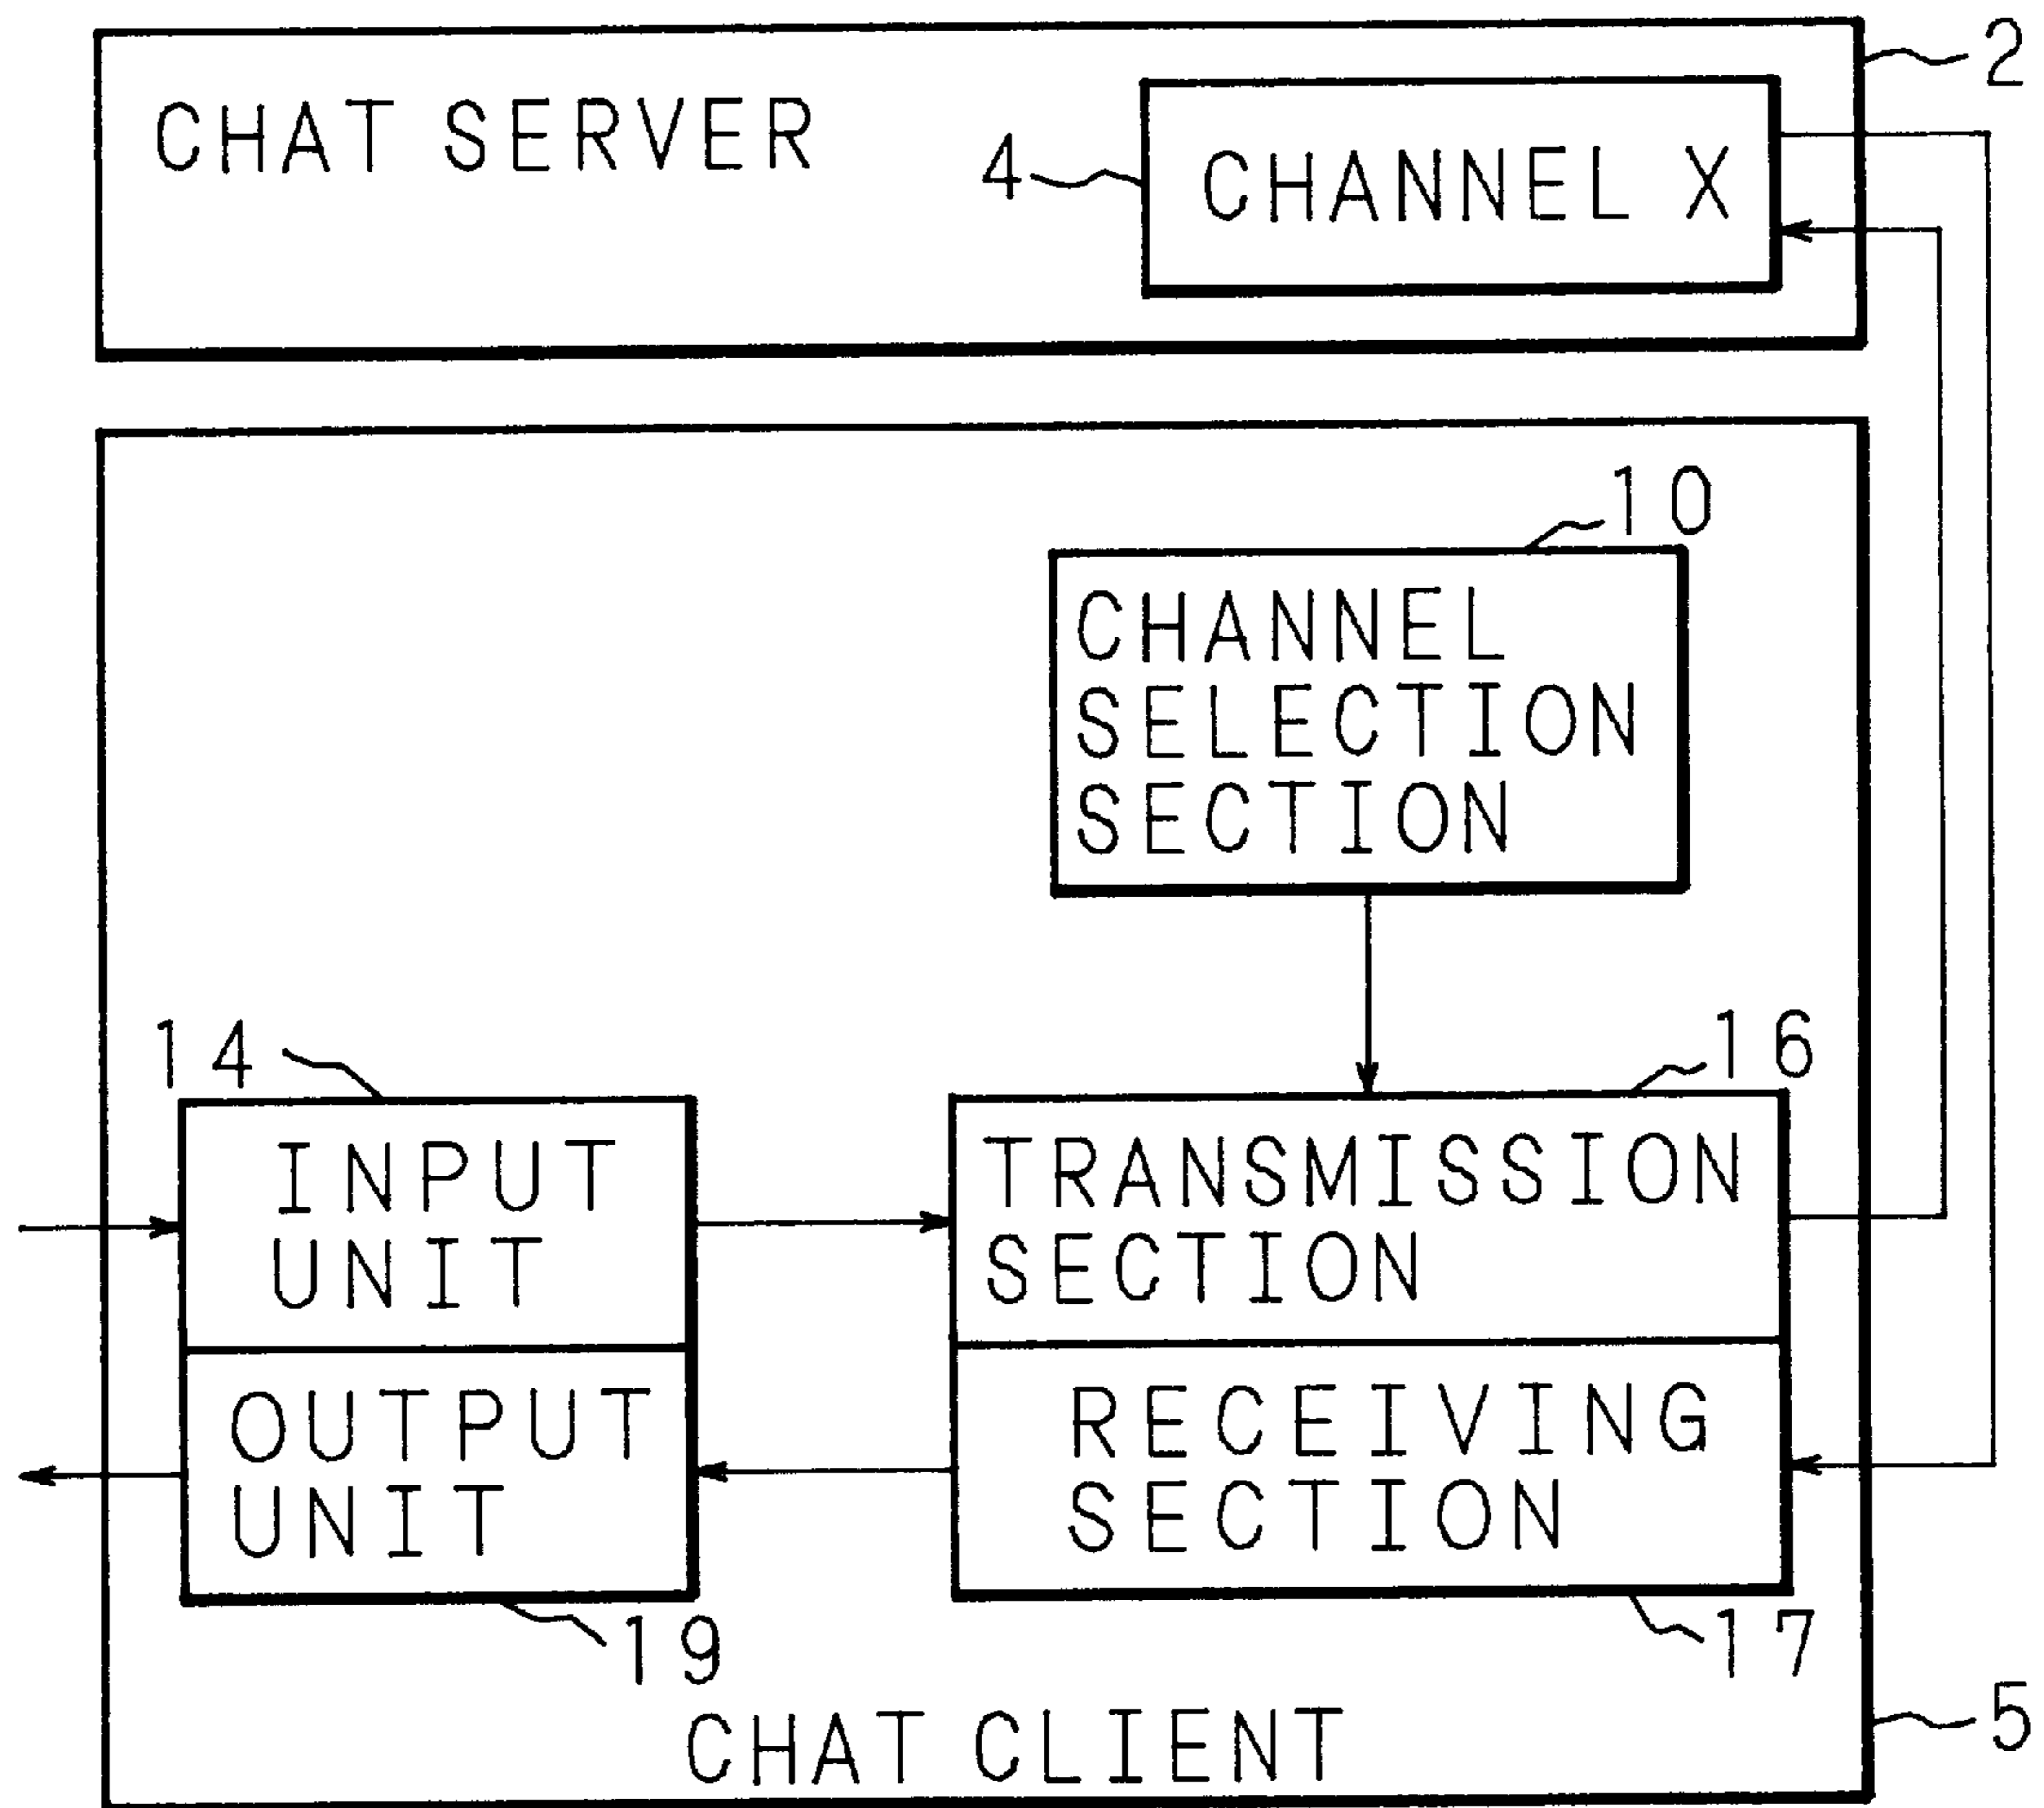 2
CHAT SERVER
4
CHANNEL X
10
CHANNEL
SELECTION
SECTION
14
16
INPUT
UNIT
TRANSMISSION
SECTION
OUTPUT
UNIT
RECEIVING
SECTION
19
17
5
CHAT CLIENT